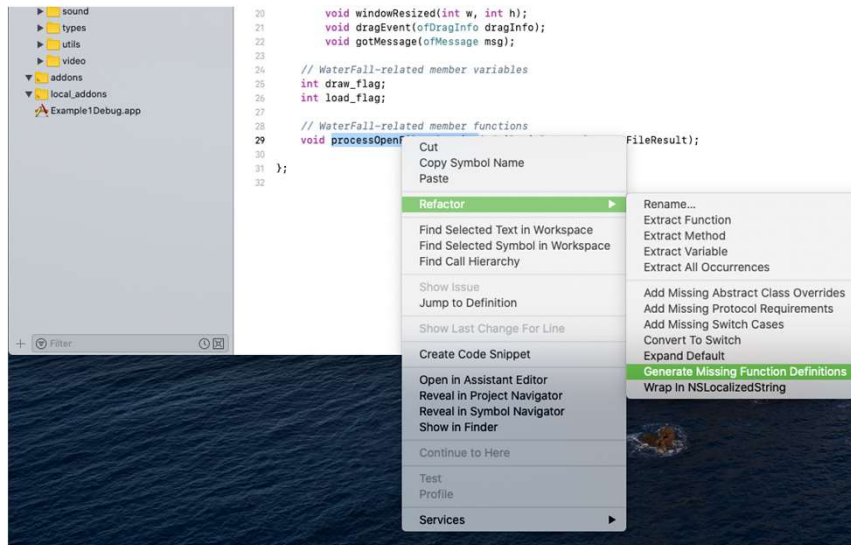 sound
types
utils
video
addons
local_addons
Example1Debug.app
Filter
20 void windowResized(int w, int h);
21 void dragEvent(ofDragInfo dragInfo);
22 void gotMessage(ofMessage msg);
23
24 // WaterFall-related member variables
25 int draw_flag;
26 int load_flag;
27
28 // WaterFall-related member functions
29 void FileResult);
30
31 };
32
Cut
Copy Symbol Name
Paste
Refactor
Find Selected Text in Workspace
Find Selected Symbol in Workspace
Find Call Hierarchy
Show Issue
Jump to Definition
Show Last Change For Line
Create Code Snippet
Open in Assistant Editor
Reveal in Project Navigator
Reveal in Symbol Navigator
Show in Finder
Continue to Here
Test
Profile
Services
Rename...
Extract Function
Extract Method
Extract Variable
Extract All Occurrences
Add Missing Abstract Class Overrides
Add Missing Protocol Requirements
Add Missing Switch Cases
Convert To Switch
Expand Default
Generate Missing Function Definitions
Wrap In NSLocalizedString